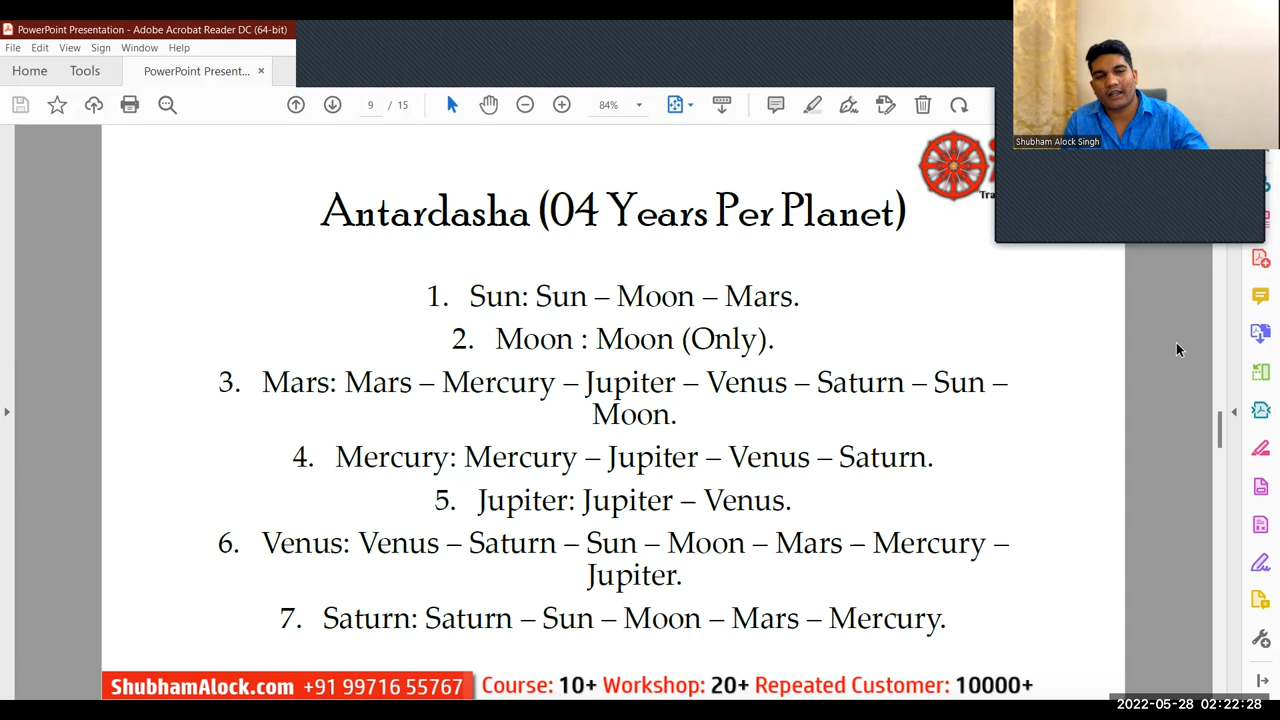 PowerPoint Presentation - Adobe Acrobat Reader DC (64-bit)
File Edit View Sign Window Help
Home Tools PowerPoint Present... ×
9 / 15 84%
Shubham Alock Singh
Antardasha (04 Years Per Planet)
1. Sun: Sun – Moon – Mars.
2. Moon : Moon (Only).
3. Mars: Mars – Mercury – Jupiter – Venus – Saturn – Sun –
Moon.
4. Mercury: Mercury – Jupiter – Venus – Saturn.
5. Jupiter: Jupiter – Venus.
6. Venus: Venus – Saturn – Sun – Moon – Mars – Mercury –
Jupiter.
7. Saturn: Saturn – Sun – Moon – Mars – Mercury.
ShubhamAlock.com +91 99716 55767 Course: 10+ Workshop: 20+ Repeated Customer: 10000+
2022-05-28 02:22:28